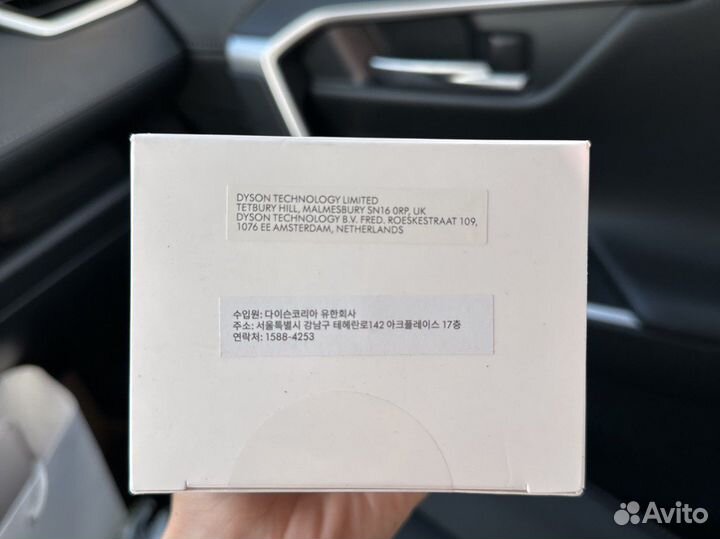 DYSON TECHNOLOGY LIMITED
TETBURY HILL, MALMESBURY SN16 0RP, UK
DYSON TECHNOLOGY B.V. FRED. ROESKESTRAAT 109,
1076 EE AMSTERDAM, NETHERLANDS
수입원: 다이슨코리아 유한회사
주소: 서울특별시 강남구 테헤란로142 아크플레이스 17층
연락처: 1588-4253
Avito